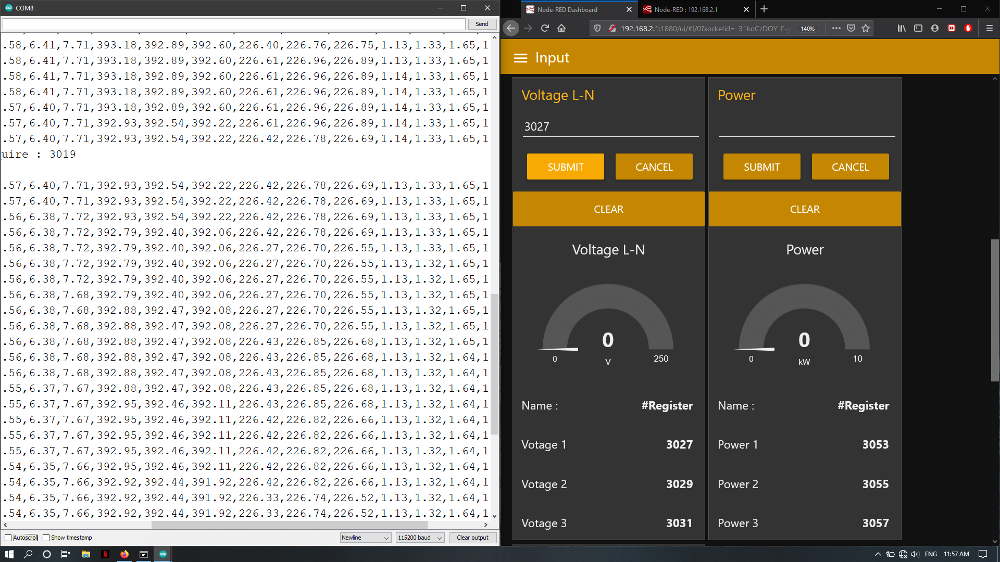 COM8
Send
.58,6.41,7.71,393.18,392.89,392.60,226.40,226.76,226.75,1.13,1.33,1.65,1
.58,6.41,7.71,393.18,392.89,392.60,226.61,226.96,226.89,1.13,1.33,1.65,1
.58,6.41,7.71,393.18,392.89,392.60,226.61,226.96,226.89,1.14,1.33,1.65,1
.58,6.41,7.71,393.18,392.89,392.60,226.61,226.96,226.89,1.14,1.33,1.65,1
.57,6.40,7.71,393.18,392.89,392.60,226.61,226.96,226.89,1.14,1.33,1.65,1
.57,6.40,7.71,392.93,392.54,392.22,226.61,226.96,226.89,1.14,1.33,1.65,1
.57,6.40,7.71,392.93,392.54,392.22,226.42,226.78,226.69,1.14,1.33,1.65,1
uire : 3019
.57,6.40,7.71,392.93,392.54,392.22,226.42,226.78,226.69,1.13,1.33,1.65,1
.57,6.40,7.71,392.93,392.54,392.22,226.42,226.78,226.69,1.13,1.33,1.65,1
.56,6.38,7.72,392.93,392.54,392.22,226.42,226.78,226.69,1.13,1.33,1.65,1
.56,6.38,7.72,392.79,392.40,392.06,226.42,226.78,226.69,1.13,1.33,1.65,1
.56,6.38,7.72,392.79,392.40,392.06,226.27,226.70,226.55,1.13,1.33,1.65,1
.56,6.38,7.72,392.79,392.40,392.06,226.27,226.70,226.55,1.13,1.32,1.65,1
.56,6.38,7.72,392.79,392.40,392.06,226.27,226.70,226.55,1.13,1.32,1.65,1
.56,6.38,7.68,392.79,392.40,392.06,226.27,226.70,226.55,1.13,1.32,1.65,1
.56,6.38,7.68,392.88,392.47,392.08,226.27,226.70,226.55,1.13,1.32,1.65,1
.56,6.38,7.68,392.88,392.47,392.08,226.27,226.70,226.55,1.13,1.32,1.65,1
.56,6.38,7.68,392.88,392.47,392.08,226.43,226.85,226.68,1.13,1.32,1.65,1
.56,6.38,7.68,392.88,392.47,392.08,226.43,226.85,226.68,1.13,1.32,1.64,1
.56,6.38,7.68,392.88,392.47,392.08,226.43,226.85,226.68,1.13,1.32,1.64,1
.55,6.37,7.67,392.88,392.47,392.08,226.43,226.85,226.68,1.13,1.32,1.64,1
.55,6.37,7.67,392.95,392.46,392.11,226.43,226.85,226.68,1.13,1.32,1.64,1
.55,6.37,7.67,392.95,392.46,392.11,226.42,226.82,226.66,1.13,1.32,1.64,1
.55,6.37,7.67,392.95,392.46,392.11,226.42,226.82,226.66,1.13,1.32,1.64,1
.55,6.37,7.67,392.95,392.46,392.11,226.42,226.82,226.66,1.13,1.32,1.64,1
.54,6.35,7.66,392.95,392.46,392.11,226.42,226.82,226.66,1.13,1.32,1.64,1
.54,6.35,7.66,392.92,392.44,391.92,226.42,226.82,226.66,1.13,1.32,1.64,1
.54,6.35,7.66,392.92,392.44,391.92,226.33,226.74,226.52,1.13,1.32,1.64,1
.54,6.35,7.66,392.92,392.44,391.92,226.33,226.74,226.52,1.13,1.32,1.64,1
Autoscroll Show timestamp Newline 115200 baud Clear output
Node-RED Dashboard
Node-RED : 192.168.2.1
192.168.2.1:1880/ui/#!/0?socketid=_31koCzDOY_F-y 140%
Input
Voltage L-N
3027
SUBMIT CANCEL
CLEAR
Voltage L-N
0
0 V 250
Name : #Register
Votage 1 3027
Votage 2 3029
Votage 3 3031
Power
SUBMIT CANCEL
CLEAR
Power
0
0 kW 10
Name : #Register
Power 1 3053
Power 2 3055
Power 3 3057
ENG 11:57 AM